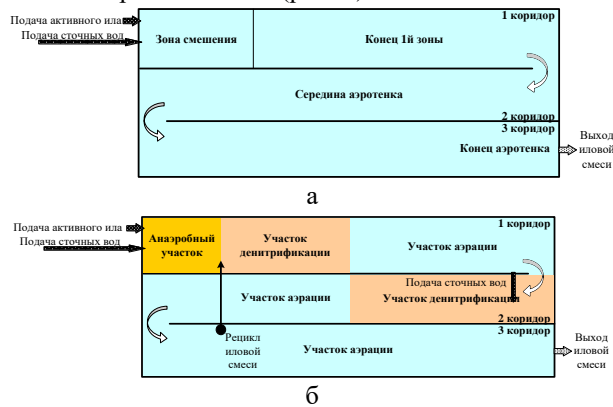 1 коридор
Подача активного ила
Подача сточных вод
Зона смешения
Конец 1й зоны
Середина аэротенка
2 коридор
3 коридор
Конец аэротенка
Выход
иловой
смеси
а
1 коридор
Подача активного ила
Подача сточных вод
Анаэробный
участок
Участок
денитрификации
Участок аэрации
Подача сточных вод
Участок аэрации
Участок денитрификации
2 коридор
3 коридор
Рецикл
иловой
смеси
Участок аэрации
Выход
иловой
смеси
б